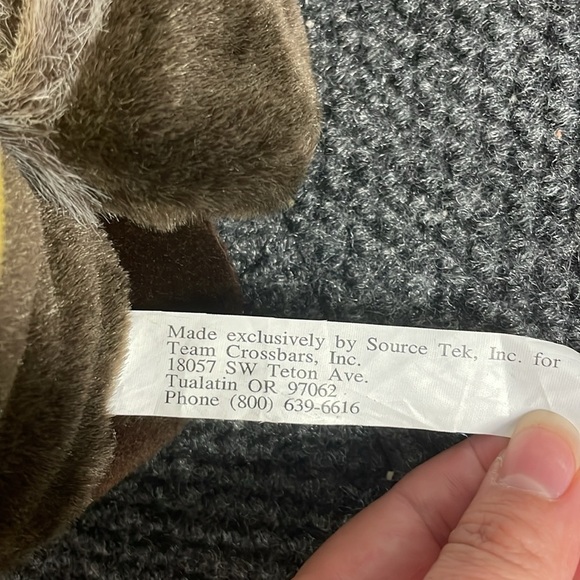 Made exclusively by Source Tek, Inc. for
Team Crossbars, Inc.
18057 SW Teton Ave.
Tualatin OR 97062
Phone (800) 639-6616